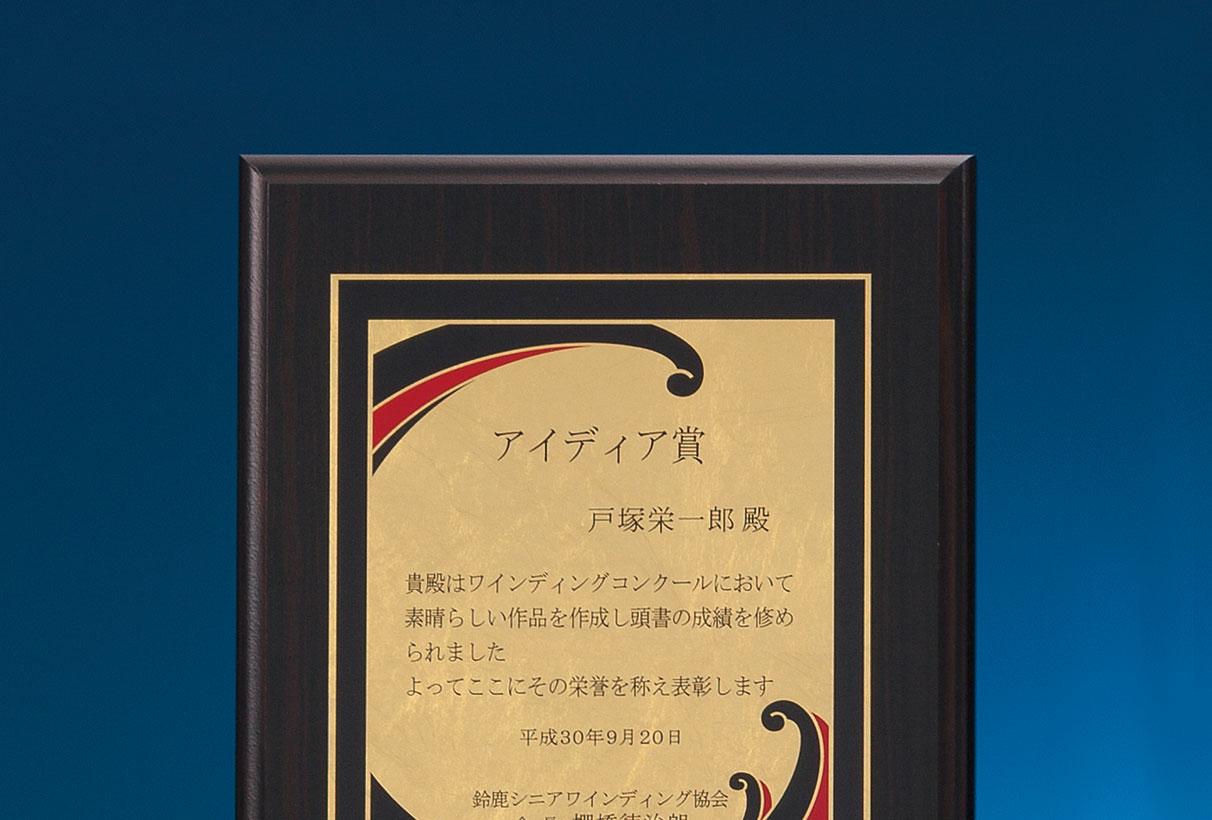 アイディア賞
戸塚栄一郎 殿
貴殿はワインディングコンクールにおいて
素晴らしい作品を作成し頭書の成績を修め
られました
よってここにその栄誉を称え表彰します
平成30年9月20日
鈴鹿シニアワインディング協会